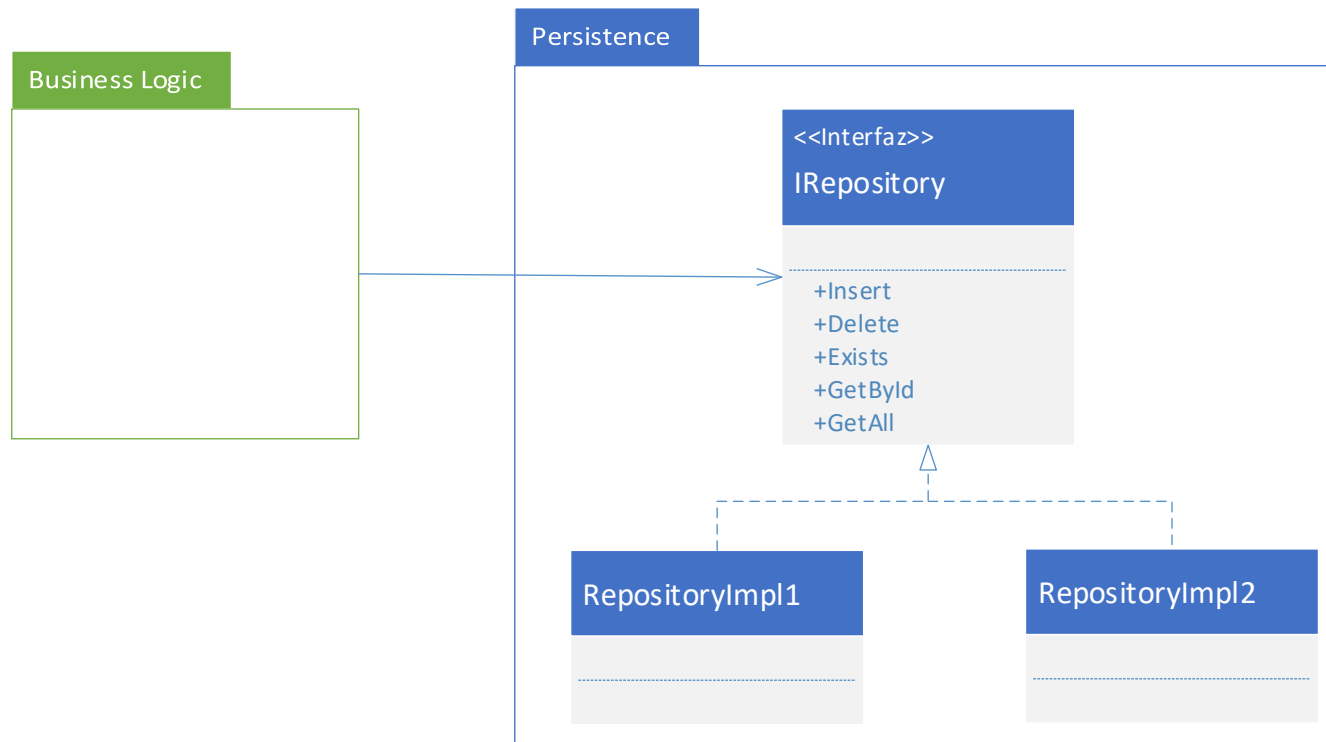 Persistence
Business Logic
<<Interfaz>>
IRepository
+Insert
+Delete
+Exists
+GetById
+GetAll
RepositoryImpl1
RepositoryImpl2